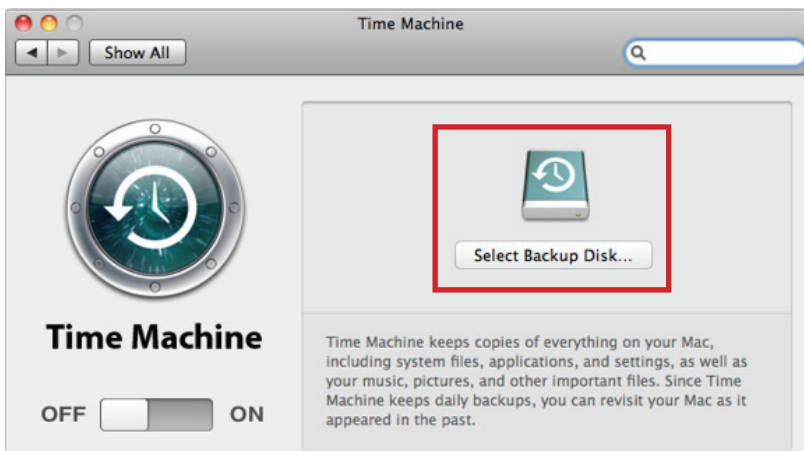 Time Machine
Show All
Select Backup Disk...
Time Machine
Time Machine keeps copies of everything on your Mac,
including system files, applications, and settings, as well as
your music, pictures, and other important files. Since Time
Machine keeps daily backups, you can revisit your Mac as it
appeared in the past.
OFF ON